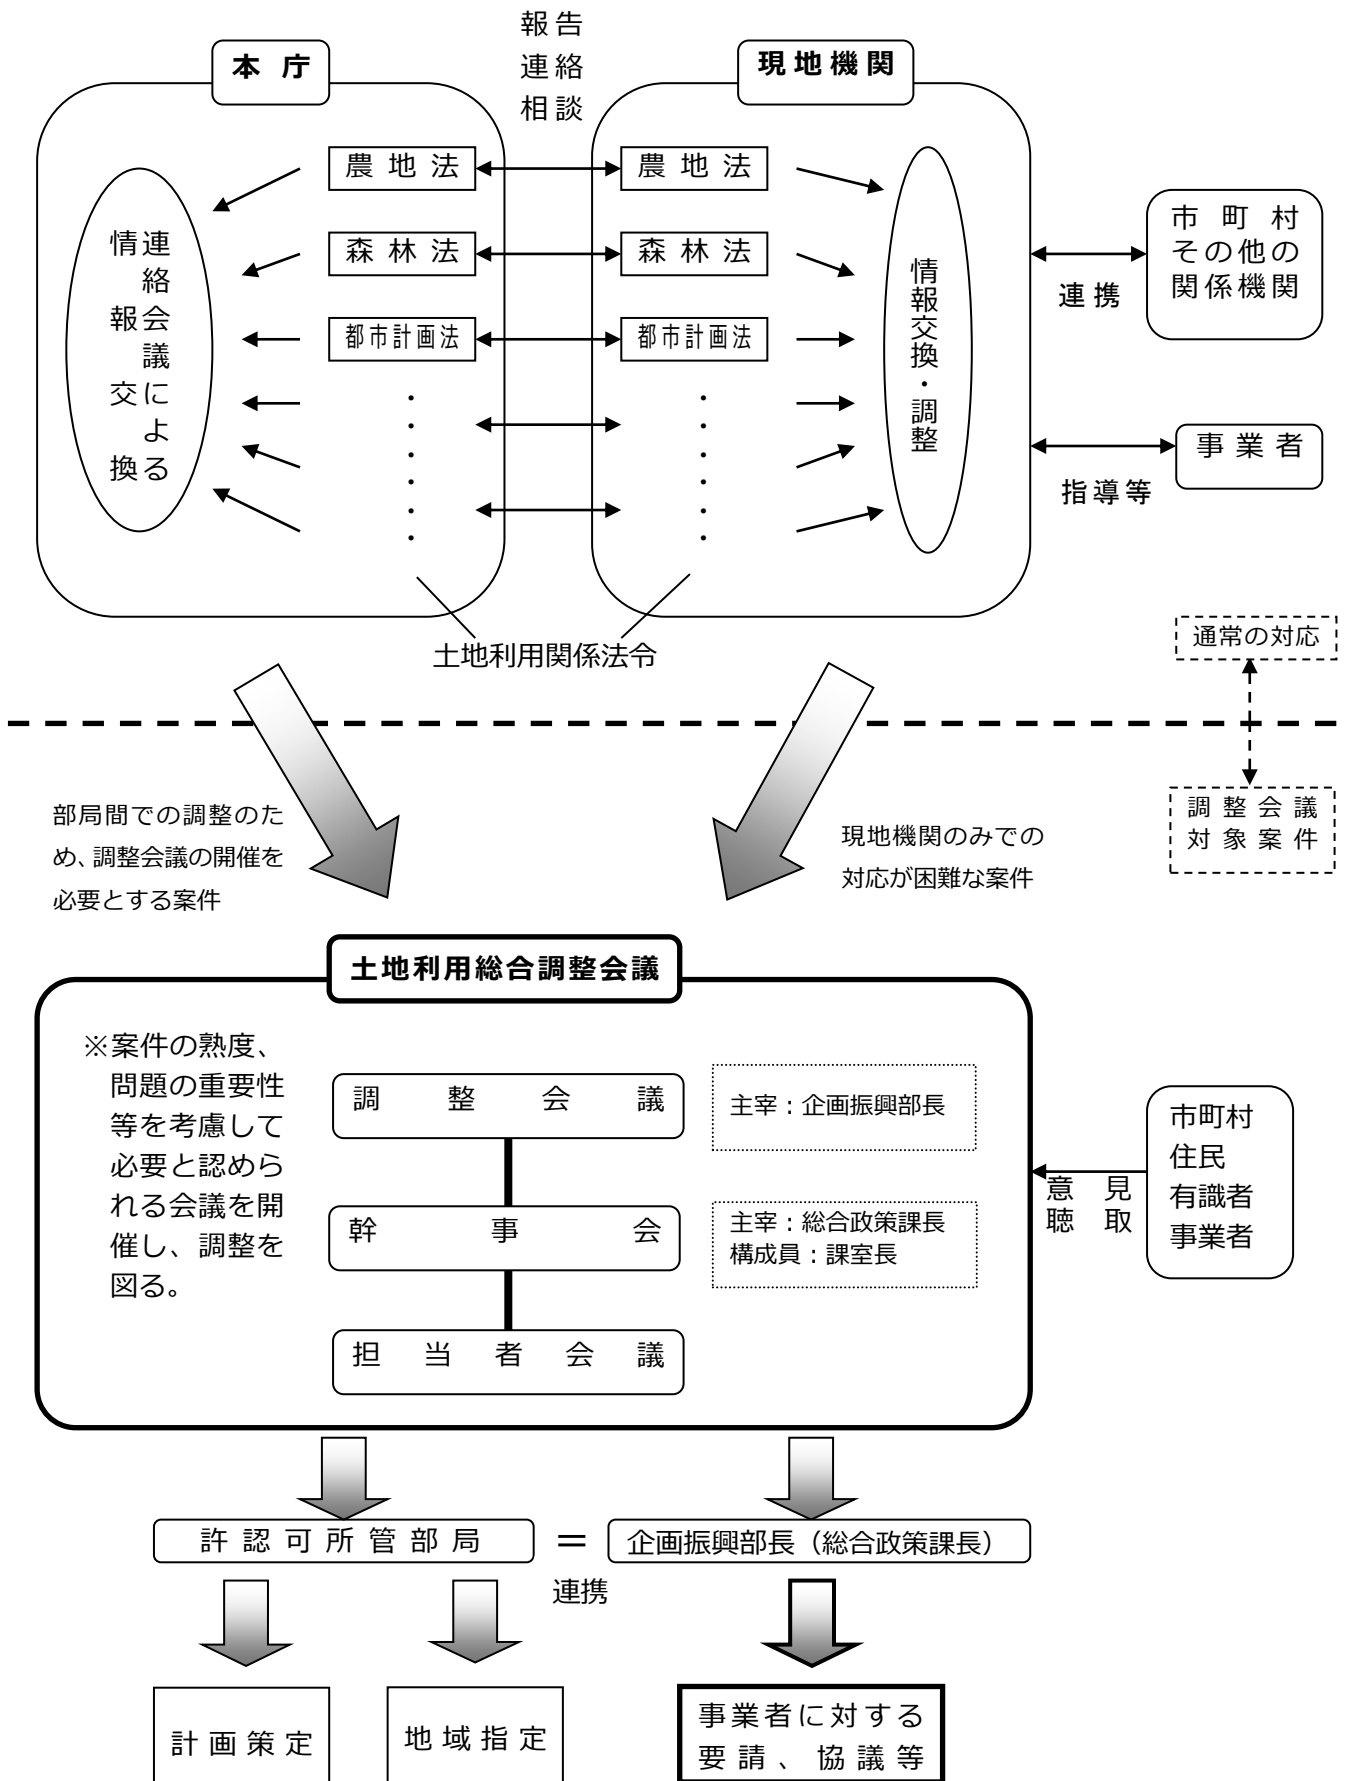 報告
連絡
相談
本庁
現地機関
農地法
森林法
都市計画法
・
・
・
・
・
・
連絡会議による
情報交換
農地法
森林法
都市計画法
・
・
・
・
・
・
情報交換・調整
市町村
その他の
関係機関
連携
事業者
指導等
土地利用関係法令
通常の対応
調整会議
対象案件
部局間での調整のた
め、調整会議の開催を
必要とする案件
現地機関のみでの
対応が困難な案件
土地利用総合調整会議
※案件の熟度、
問題の重要性
等を考慮して
必要と認めら
れる会議を開
催し、調整を
図る。
調整会議
主宰：企画振興部長
幹事会
主宰：総合政策課長
構成員：課室長
担当者会議
市町村
住民
有識者
事業者
意見
聴取
許認可所管部局
＝
連携
企画振興部長（総合政策課長）
計画策定
地域指定
事業者に対する
要請、協議等